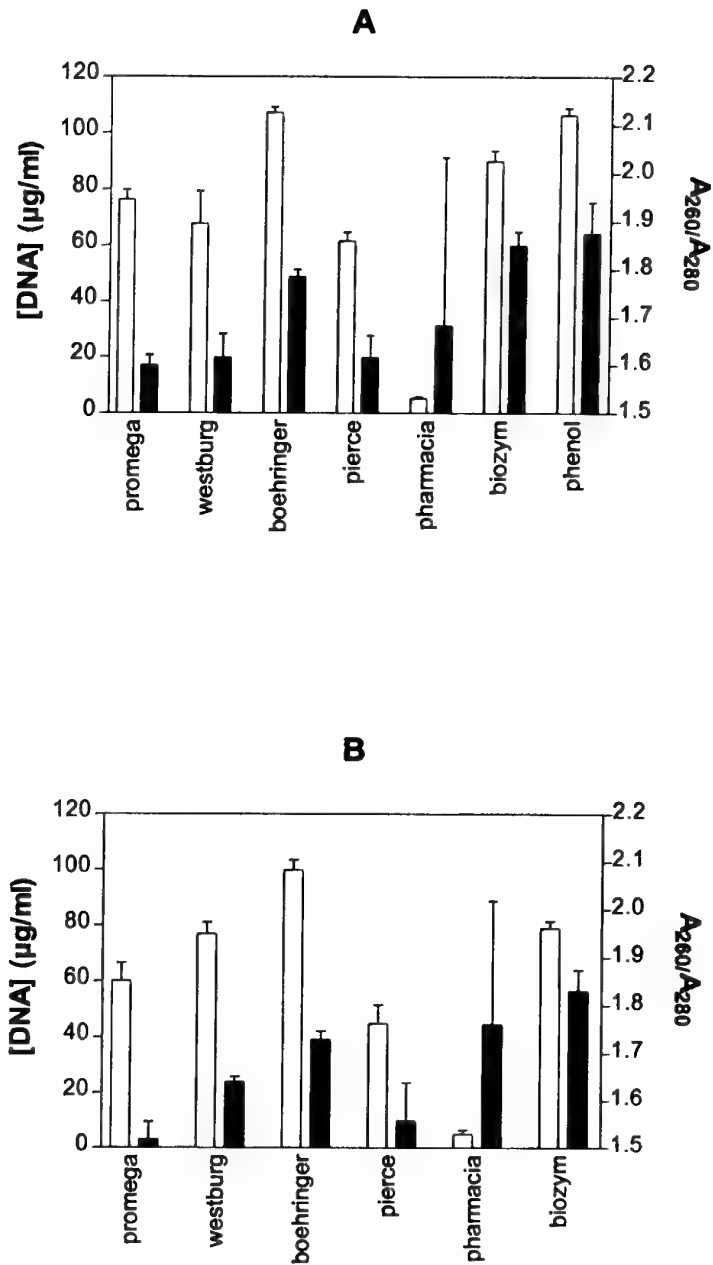 A
120
100
80
60
40
20
0
[DNA] (µg/ml)
2.2
2.1
2.0
1.9
1.8
1.7
1.6
1.5
A260/A280
promega
westburg
boehringer
pierce
pharmacia
biozym
phenol
B
120
100
80
60
40
20
0
[DNA] (µg/ml)
2.2
2.1
2.0
1.9
1.8
1.7
1.6
1.5
A260/A280
promega
westburg
boehringer
pierce
pharmacia
biozym